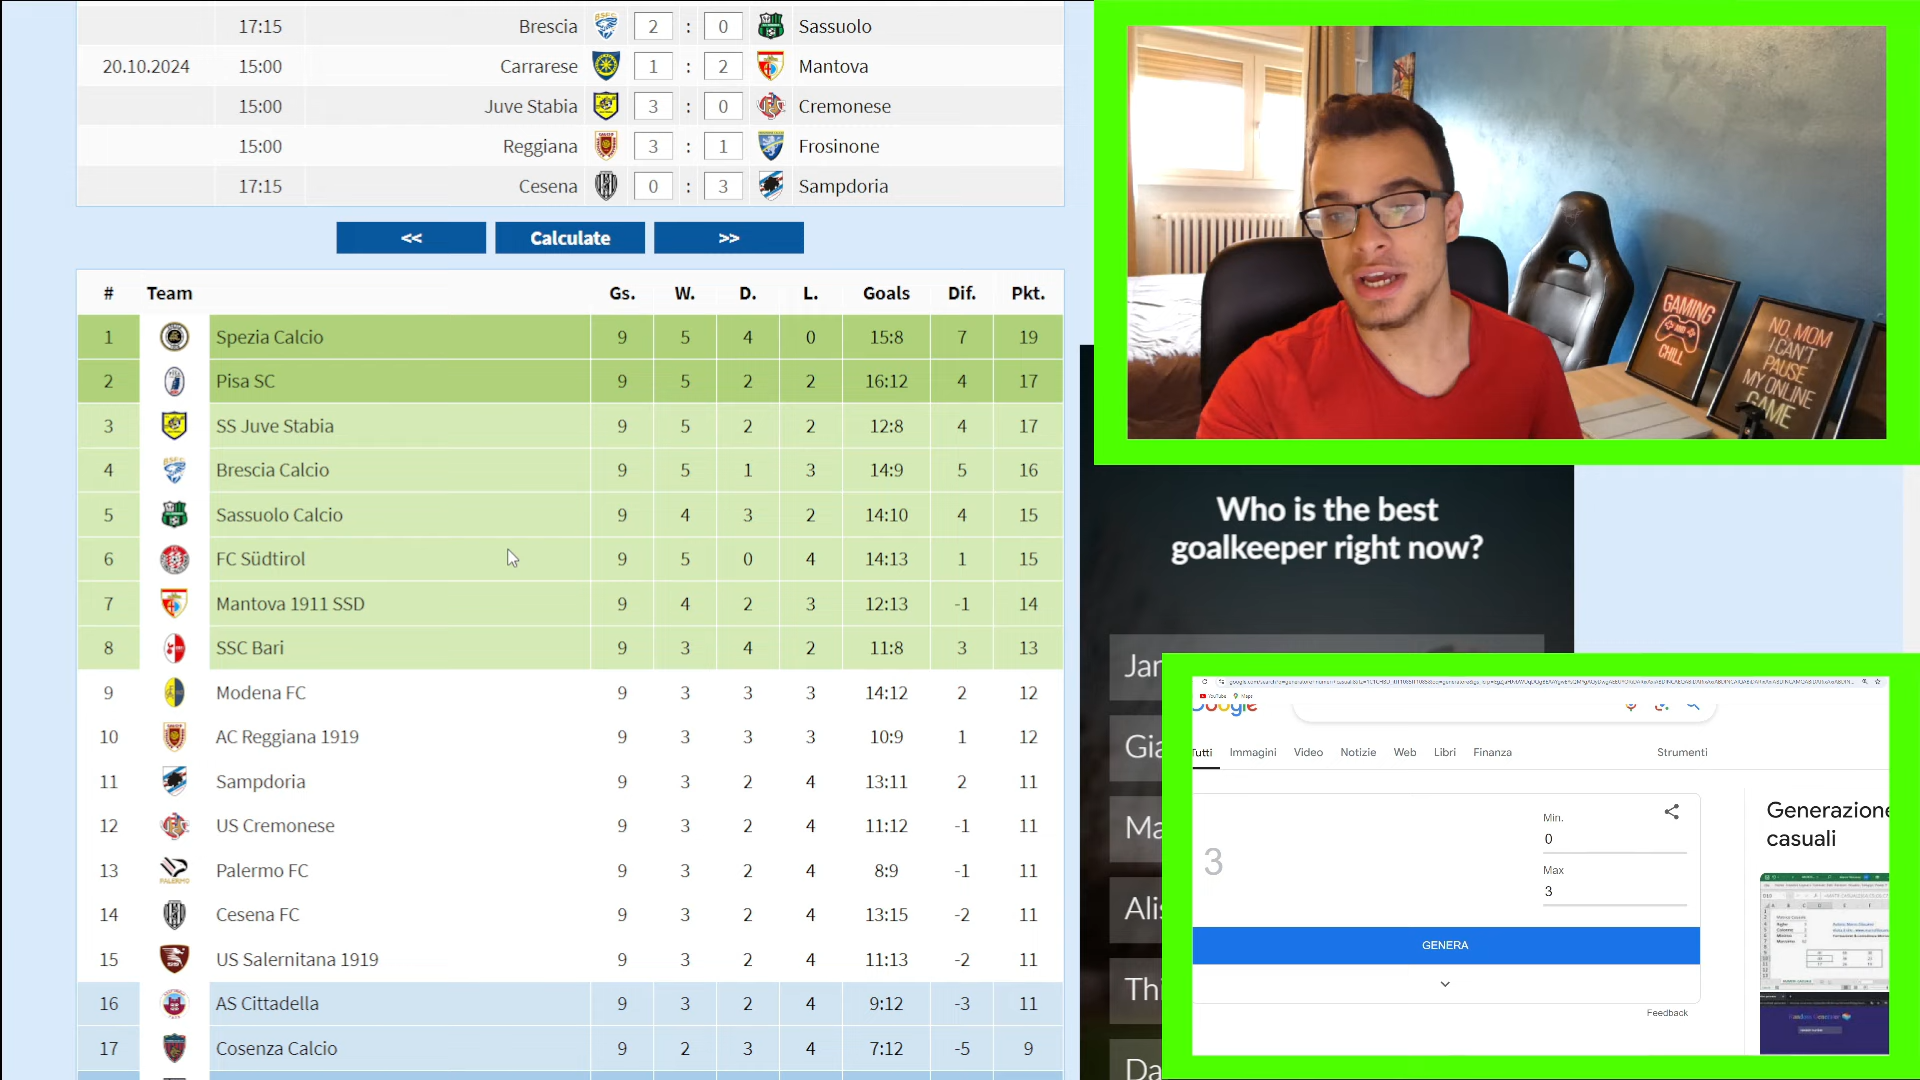 17:15 Brescia 2 : 0 Sassuolo
20.10.2024 15:00 Carrarese 1 : 2 Mantova
15:00 Juve Stabia 3 : 0 Cremonese
15:00 Reggiana 3 : 1 Frosinone
17:15 Cesena 0 : 3 Sampdoria
<< Calculate >>
# Team Gs. W. D. L. Goals Dif. Pkt.
1 Spezia Calcio 9 5 4 0 15:8 7 19
2 Pisa SC 9 5 2 2 16:12 4 17
3 SS Juve Stabia 9 5 2 2 12:8 4 17
4 Brescia Calcio 9 5 1 3 14:9 5 16
5 Sassuolo Calcio 9 4 3 2 14:10 4 15
6 FC Südtirol 9 5 0 4 14:13 1 15
7 Mantova 1911 SSD 9 4 2 3 12:13 -1 14
8 SSC Bari 9 3 4 2 11:8 3 13
9 Modena FC 9 3 3 3 14:12 2 12
10 AC Reggiana 1919 9 3 3 3 10:9 1 12
11 Sampdoria 9 3 2 4 13:11 2 11
12 US Cremonese 9 3 2 4 11:12 -1 11
13 Palermo FC 9 3 2 4 8:9 -1 11
14 Cesena FC 9 3 2 4 13:15 -2 11
15 US Salernitana 1919 9 3 2 4 11:13 -2 11
16 AS Cittadella 9 3 2 4 9:12 -3 11
17 Cosenza Calcio 9 2 3 4 7:12 -5 9
GAMING
AND
CHILL
NO, MOM
I CAN'T
PAUSE
MY ONLINE
GAME
Who is the best
goalkeeper right now?
Jan
Gia
Ma
Alis
Thi
Da
YouTube Maps
Google
Tutti Immagini Video Notizie Web Libri Finanza Strumenti
3
Min.
0
Max
3
GENERA
Feedback
Generazione
casuali